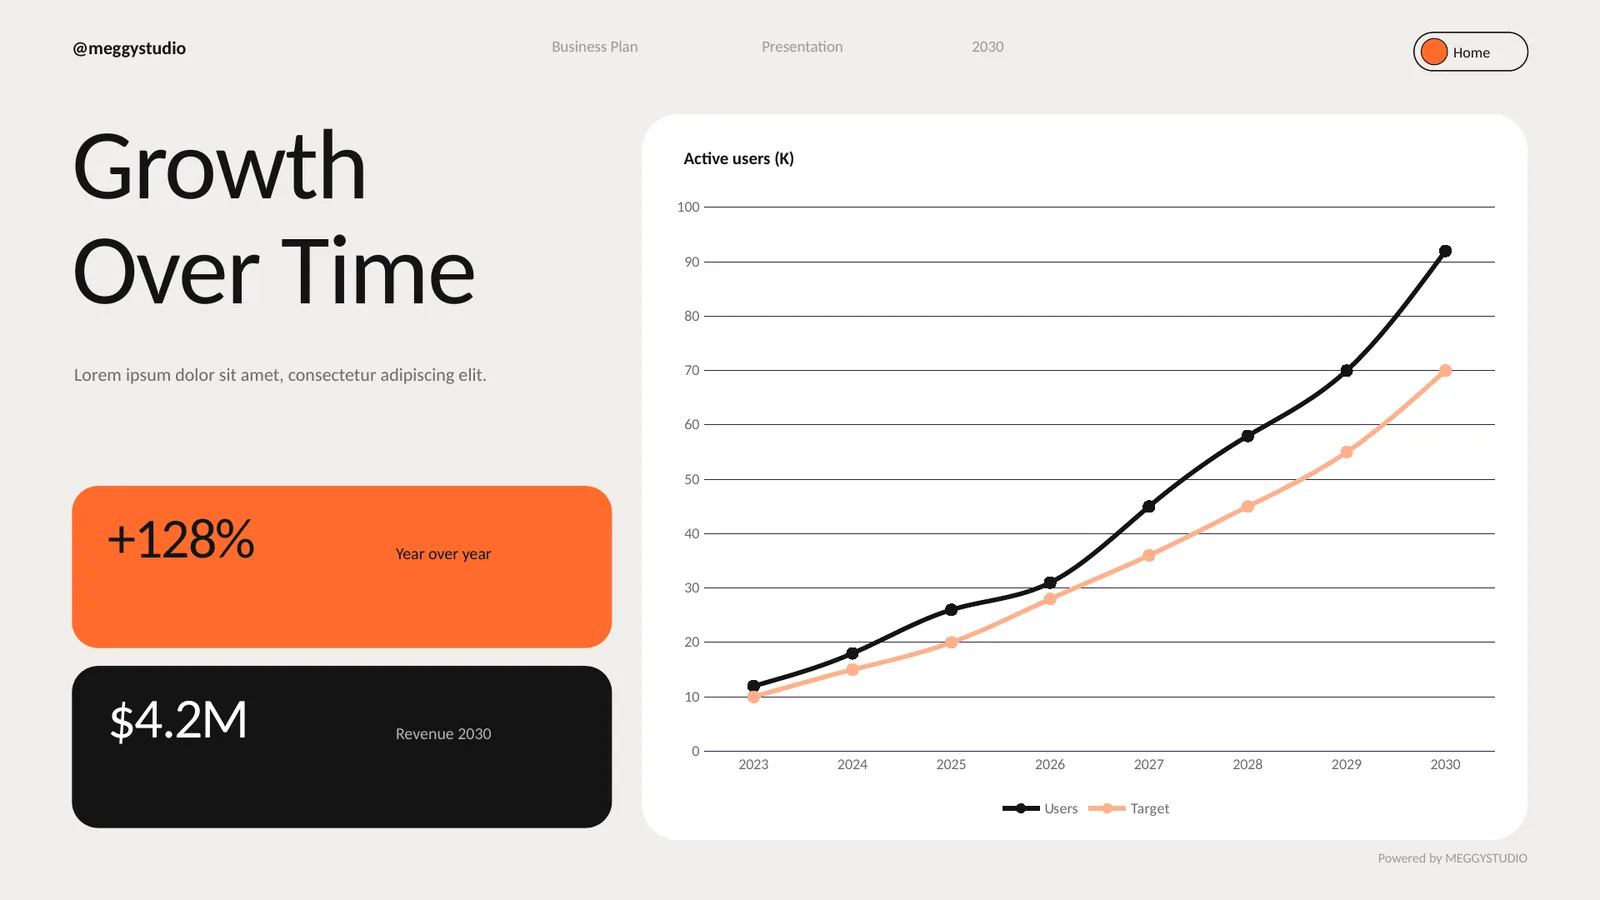 @meggystudio
Business Plan
Presentation
2030
Home
Growth
Over Time
Lorem ipsum dolor sit amet, consectetur adipiscing elit.
+128%
Year over year
$4.2M
Revenue 2030
Active users (K)
100
90
80
70
60
50
40
30
20
10
0
2023 2024 2025 2026 2027 2028 2029 2030
Users Target
Powered by MEGGYSTUDIO